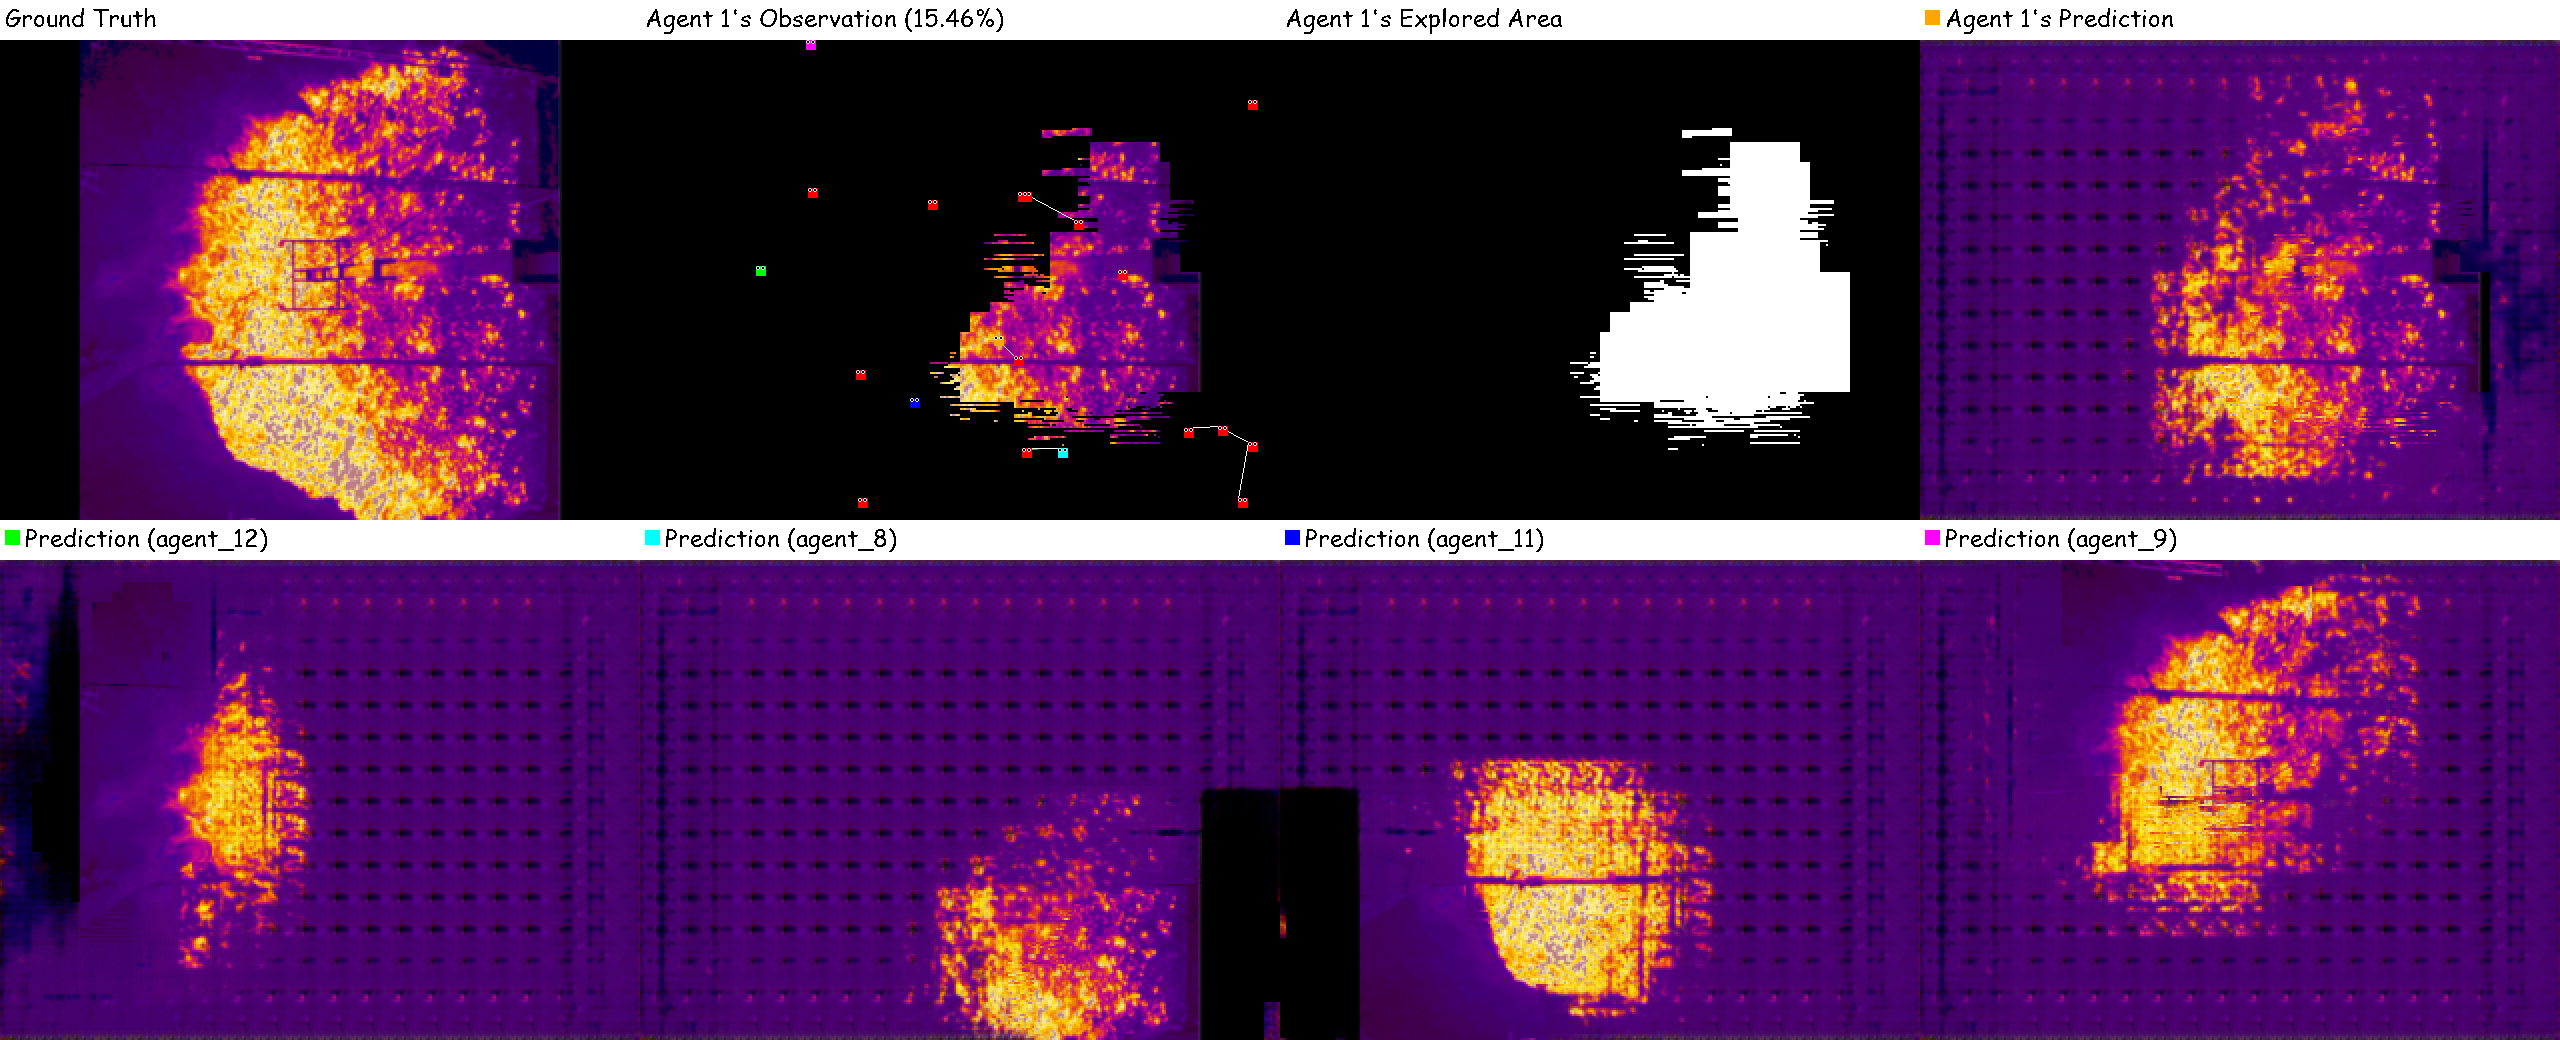 Ground Truth
Agent 1's Observation (15.46%)
Agent 1's Explored Area
Agent 1's Prediction
Prediction (agent_12)
Prediction (agent_8)
Prediction (agent_11)
Prediction (agent_9)